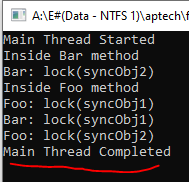 A:\E#(Data - NTFS 1)\aptech\f
Main Thread Started
Inside Bar method
Bar: lock(syncObj2)
Inside Foo method
Foo: lock(syncObj1)
Bar: lock(syncObj1)
Foo: lock(syncObj2)
Main Thread Completed